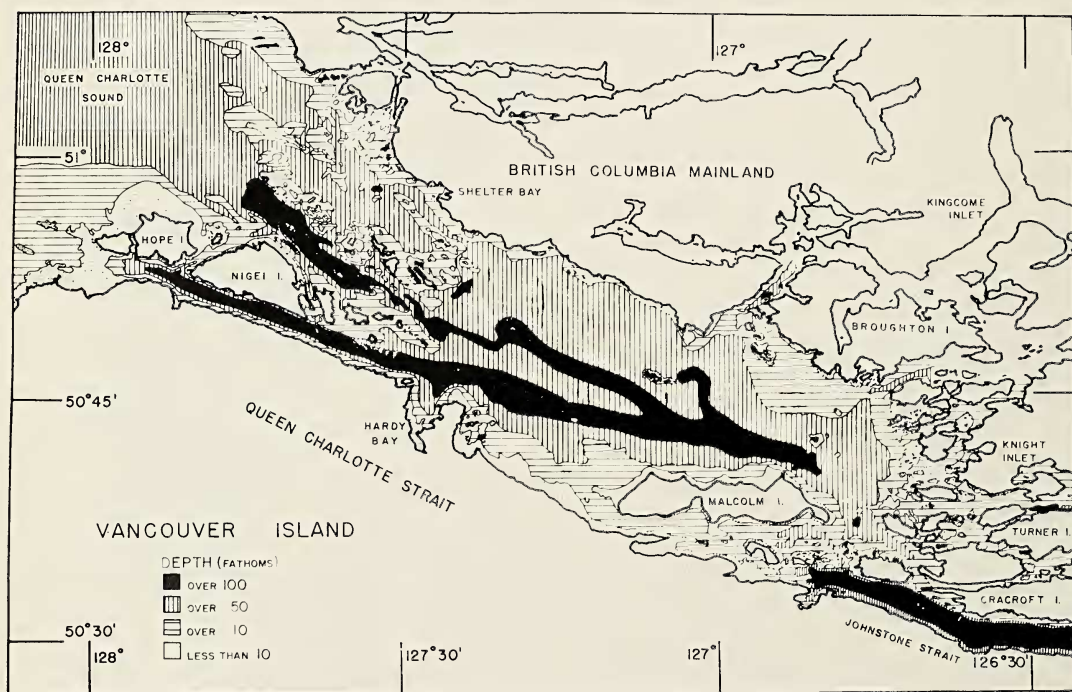 128°
127°
QUEEN CHARLOTTE
SOUND
51°
BRITISH COLUMBIA MAINLAND
SHELTER BAY
KINGCOME
INLET
HOPE I.
NIGEI I.
BROUGHTON I.
50°45'
QUEEN CHARLOTTE STRAIT
HARDY
BAY
KNIGHT
INLET
MALCOLM I.
VANCOUVER ISLAND
TURNER I.
DEPTH (FATHOMS)
OVER 100
OVER 50
OVER 10
LESS THAN 10
CRACROFT I.
JOHNSTONE STRAIT
50°30'
128°
127°30'
127°
126°30'